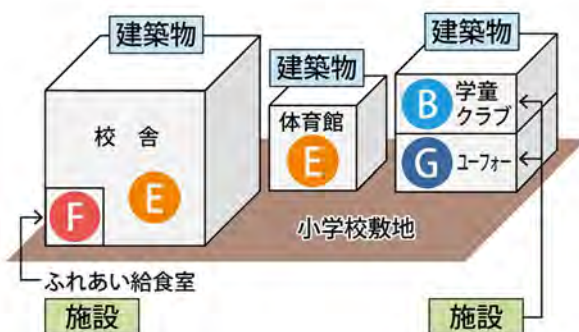 建築物
建築物
建築物
校 舎
体育館
学童
クラブ
B
E
E
F
G
ユーフォー
小学校敷地
ふれあい給食室
施設
施設